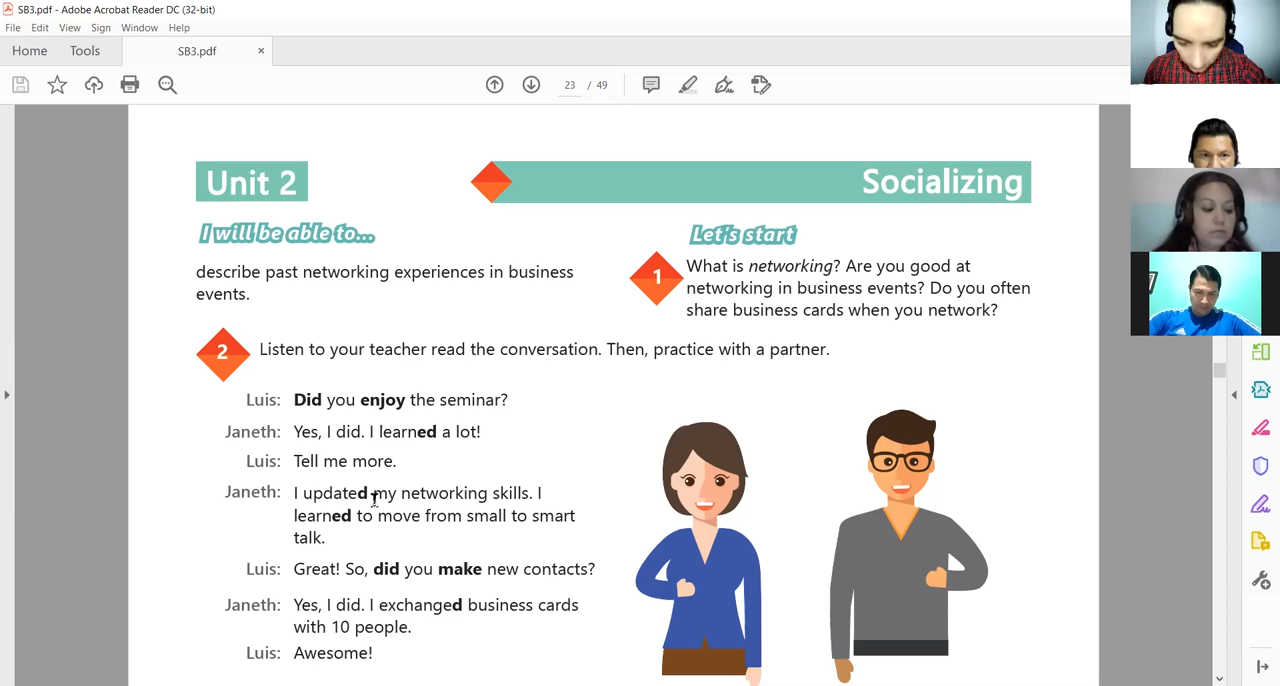 SB3.pdf - Adobe Acrobat Reader DC (32-bit)
File Edit View Sign Window Help
Home Tools SB3.pdf ×
23 / 49
Unit 2
Socializing
I will be able to...
describe past networking experiences in business
events.
Let's start
1
What is networking? Are you good at
networking in business events? Do you often
share business cards when you network?
2
Listen to your teacher read the conversation. Then, practice with a partner.
Luis: Did you enjoy the seminar?
Janeth: Yes, I did. I learned a lot!
Luis: Tell me more.
Janeth: I updated my networking skills. I
learned to move from small to smart
talk.
Luis: Great! So, did you make new contacts?
Janeth: Yes, I did. I exchanged business cards
with 10 people.
Luis: Awesome!